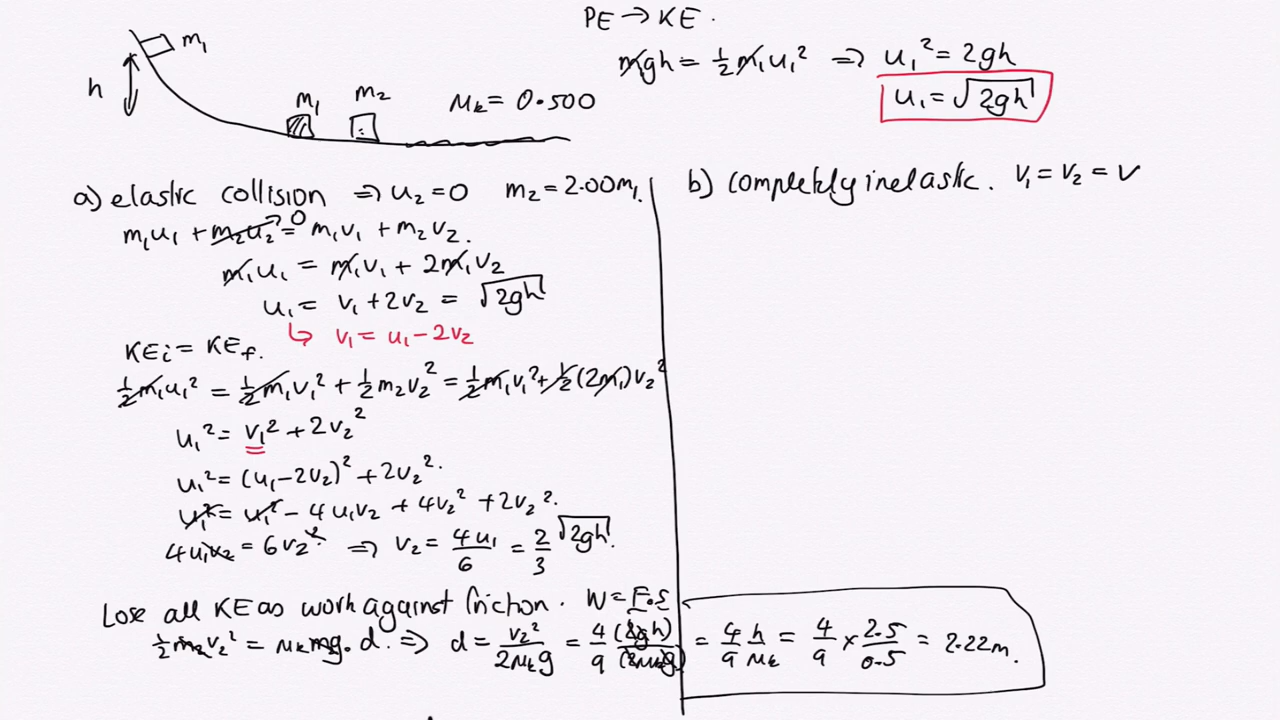 PE → KE.
m₁
mgh = ½m₁u₁² ⇒ u₁² = 2gh
h
m₁ m₂ μₖ = 0.500
u₁ = √2gh
a) elastic collision ⇒ u₂ = 0 m₂ = 2.00m₁.
m₁u₁ + m₂u₂ = m₁v₁ + m₂v₂.
0
m₁u₁ = m₁v₁ + 2m₁v₂
u₁ = v₁ + 2v₂ = √2gh
↳ v₁ = u₁ - 2v₂
KEi = KEf.
½m₁u₁² = ½m₁v₁² + ½m₂v₂² = ½m₁v₁² + ½(2m₁)v₂²
u₁² = v₁² + 2v₂²
u₁² = (u₁ - 2v₂)² + 2v₂².
u₁² = u₁² - 4u₁v₂ + 4v₂² + 2v₂².
4u₁v₂ = 6v₂² ⇒ v₂ = 4u₁/6 = 2/3 √2gh.
Lose all KE as work against friction. W = F.s
½m₂v₂² = μₖmg.d. ⇒ d = v₂²/2μₖg = 4/9 (2gh)/(2μₖg) = 4/9 h/μₖ = 4/9 × 2.5/0.5 = 2.22m.
b) completely inelastic. v₁ = v₂ = v